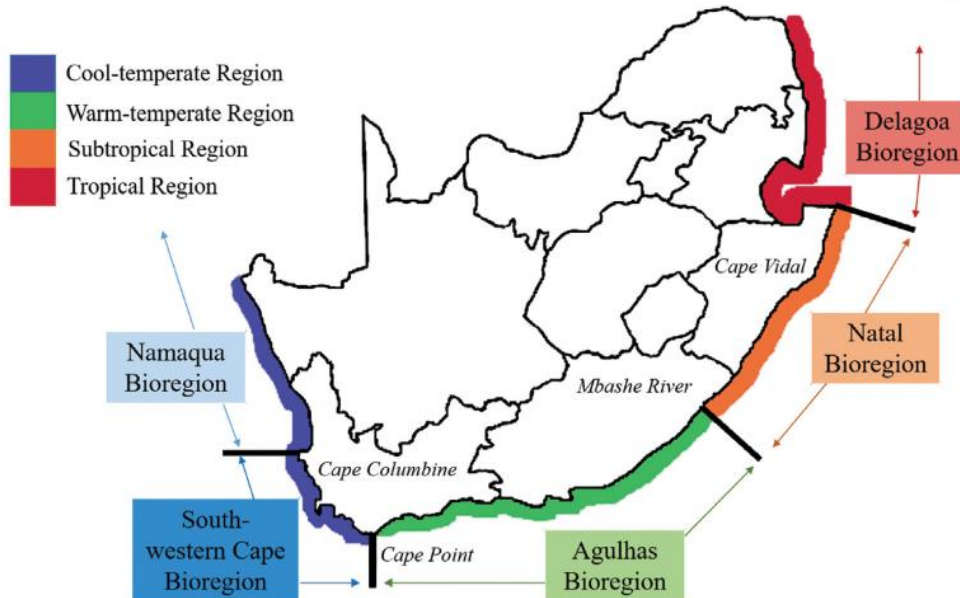 Cool-temperate Region
Warm-temperate Region
Subtropical Region
Tropical Region
Delagoa
Bioregion
Cape Vidal
Natal
Bioregion
Namaqua
Bioregion
Mbashe River
Cape Columbine
South-
western Cape
Bioregion
Cape Point
Agulhas
Bioregion